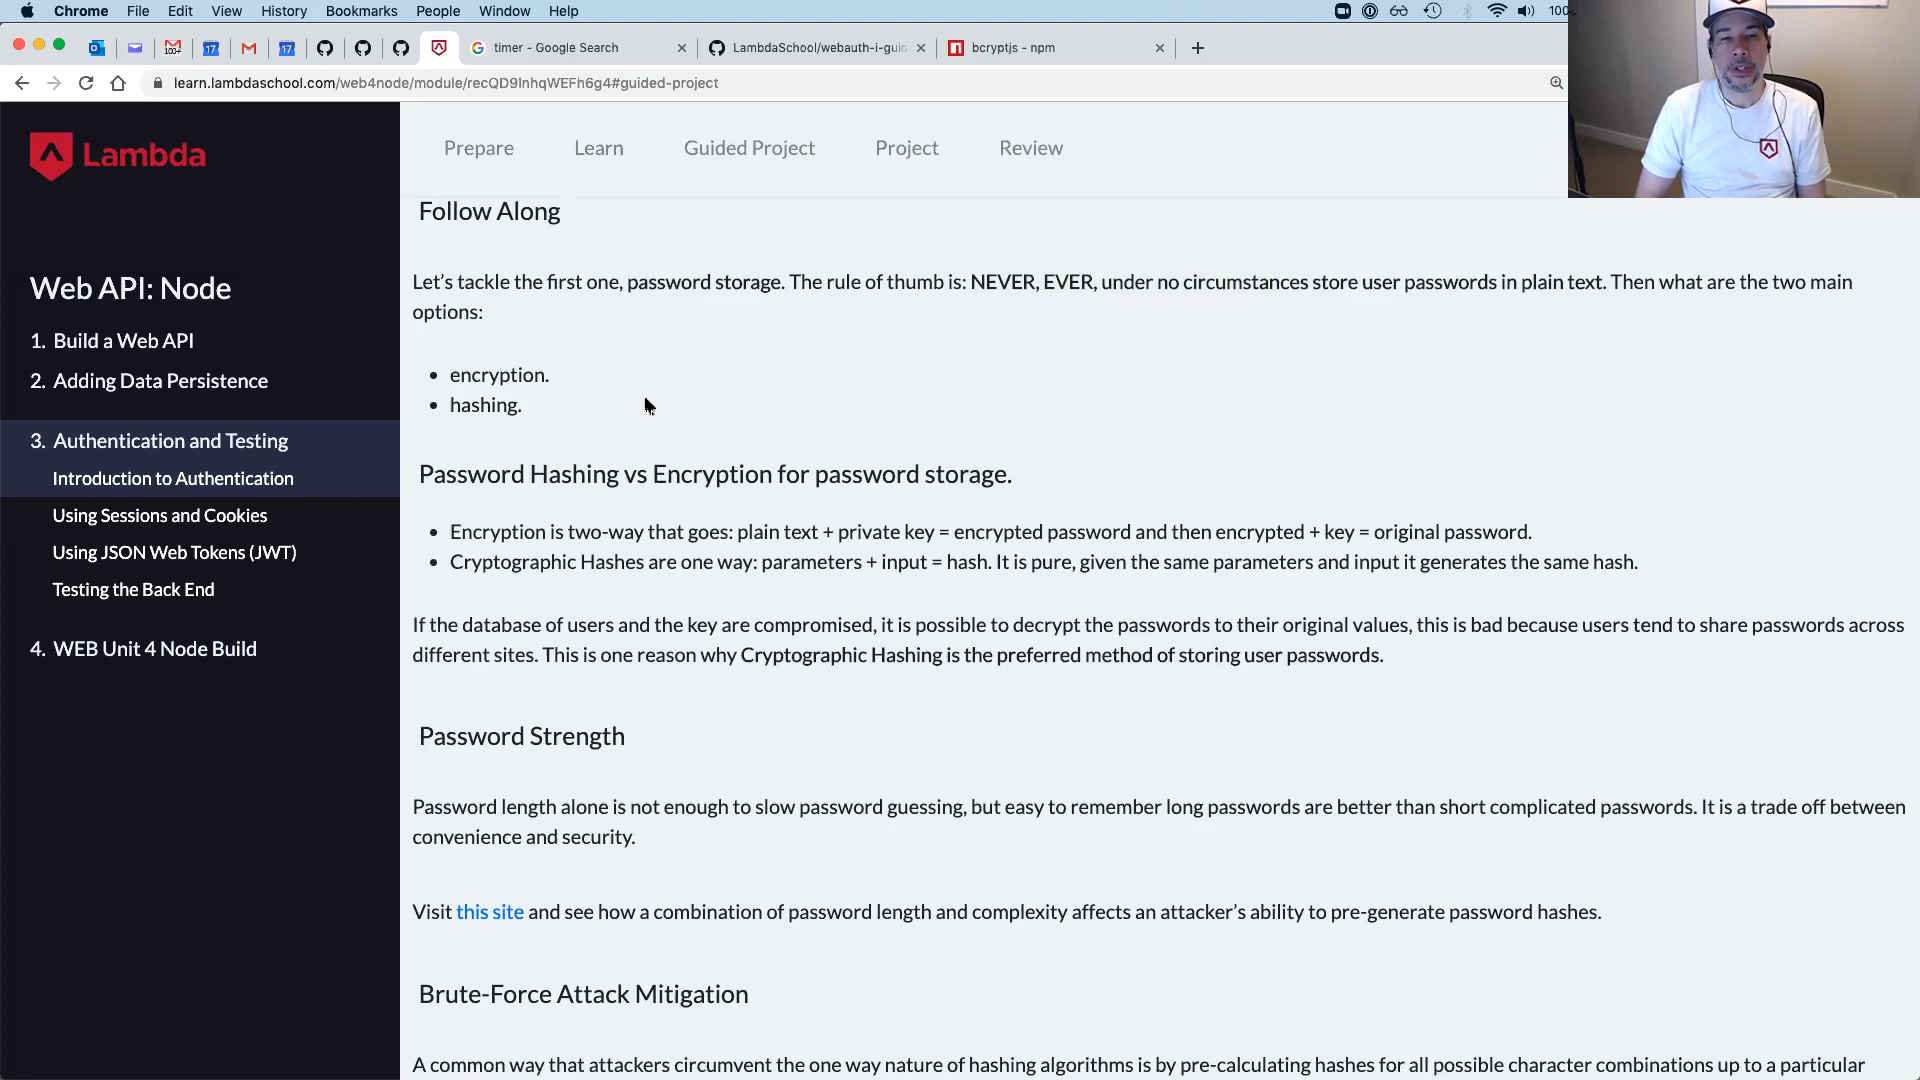 Chrome File Edit View History Bookmarks People Window Help
100
timer - Google Search
LambdaSchool/webauth-i-gui
bcryptjs - npm
learn.lambdaschool.com/web4node/module/recQD9lnhqWEFh6g4#guided-project
Lambda
Prepare Learn Guided Project Project Review
Web API: Node
1. Build a Web API
2. Adding Data Persistence
3. Authentication and Testing
Introduction to Authentication
Using Sessions and Cookies
Using JSON Web Tokens (JWT)
Testing the Back End
4. WEB Unit 4 Node Build
Follow Along
Let’s tackle the first one, password storage. The rule of thumb is: NEVER, EVER, under no circumstances store user passwords in plain text. Then what are the two main
options:
• encryption.
• hashing.
Password Hashing vs Encryption for password storage.
• Encryption is two-way that goes: plain text + private key = encrypted password and then encrypted + key = original password.
• Cryptographic Hashes are one way: parameters + input = hash. It is pure, given the same parameters and input it generates the same hash.
If the database of users and the key are compromised, it is possible to decrypt the passwords to their original values, this is bad because users tend to share passwords across
different sites. This is one reason why Cryptographic Hashing is the preferred method of storing user passwords.
Password Strength
Password length alone is not enough to slow password guessing, but easy to remember long passwords are better than short complicated passwords. It is a trade off between
convenience and security.
Visit this site and see how a combination of password length and complexity affects an attacker’s ability to pre-generate password hashes.
Brute-Force Attack Mitigation
A common way that attackers circumvent the one way nature of hashing algorithms is by pre-calculating hashes for all possible character combinations up to a particular